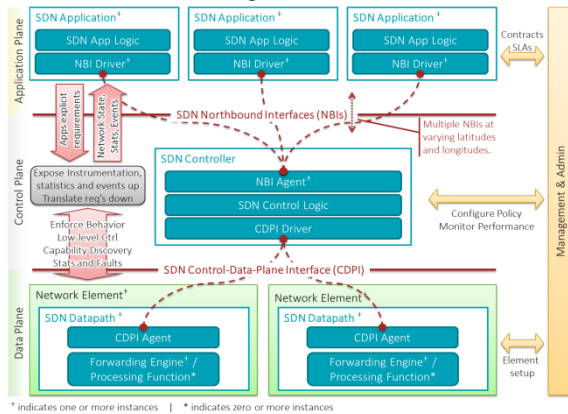 Application Plane
SDN Application+
SDN App Logic
NBI Driver+
SDN Application+
SDN App Logic
NBI Driver+
SDN Application+
SDN App Logic
NBI Driver+
Contracts
SLAs
Apps explicit
requirements
Network State,
Stats, Events
SDN Northbound Interfaces (NBIs)
Multiple NBIs at
varying latitudes
and longitudes.
Control Plane
Expose Instrumentation,
statistics and events up
Translate req's down
SDN Controller
NBI Agent+
SDN Control Logic
CDPI Driver
Configure Policy
Monitor Performance
Management & Admin
Enforce Behavior
Low-level Ctrl
Capability Discovery
Stats and Faults
SDN Control-Data-Plane Interface (CDPI)
Data Plane
Network Element+
SDN Datapath+
CDPI Agent
Forwarding Engine+ /
Processing Function*
Network Element+
SDN Datapath+
CDPI Agent
Forwarding Engine+ /
Processing Function*
Element
setup
+ indicates one or more instances | * indicates zero or more instances